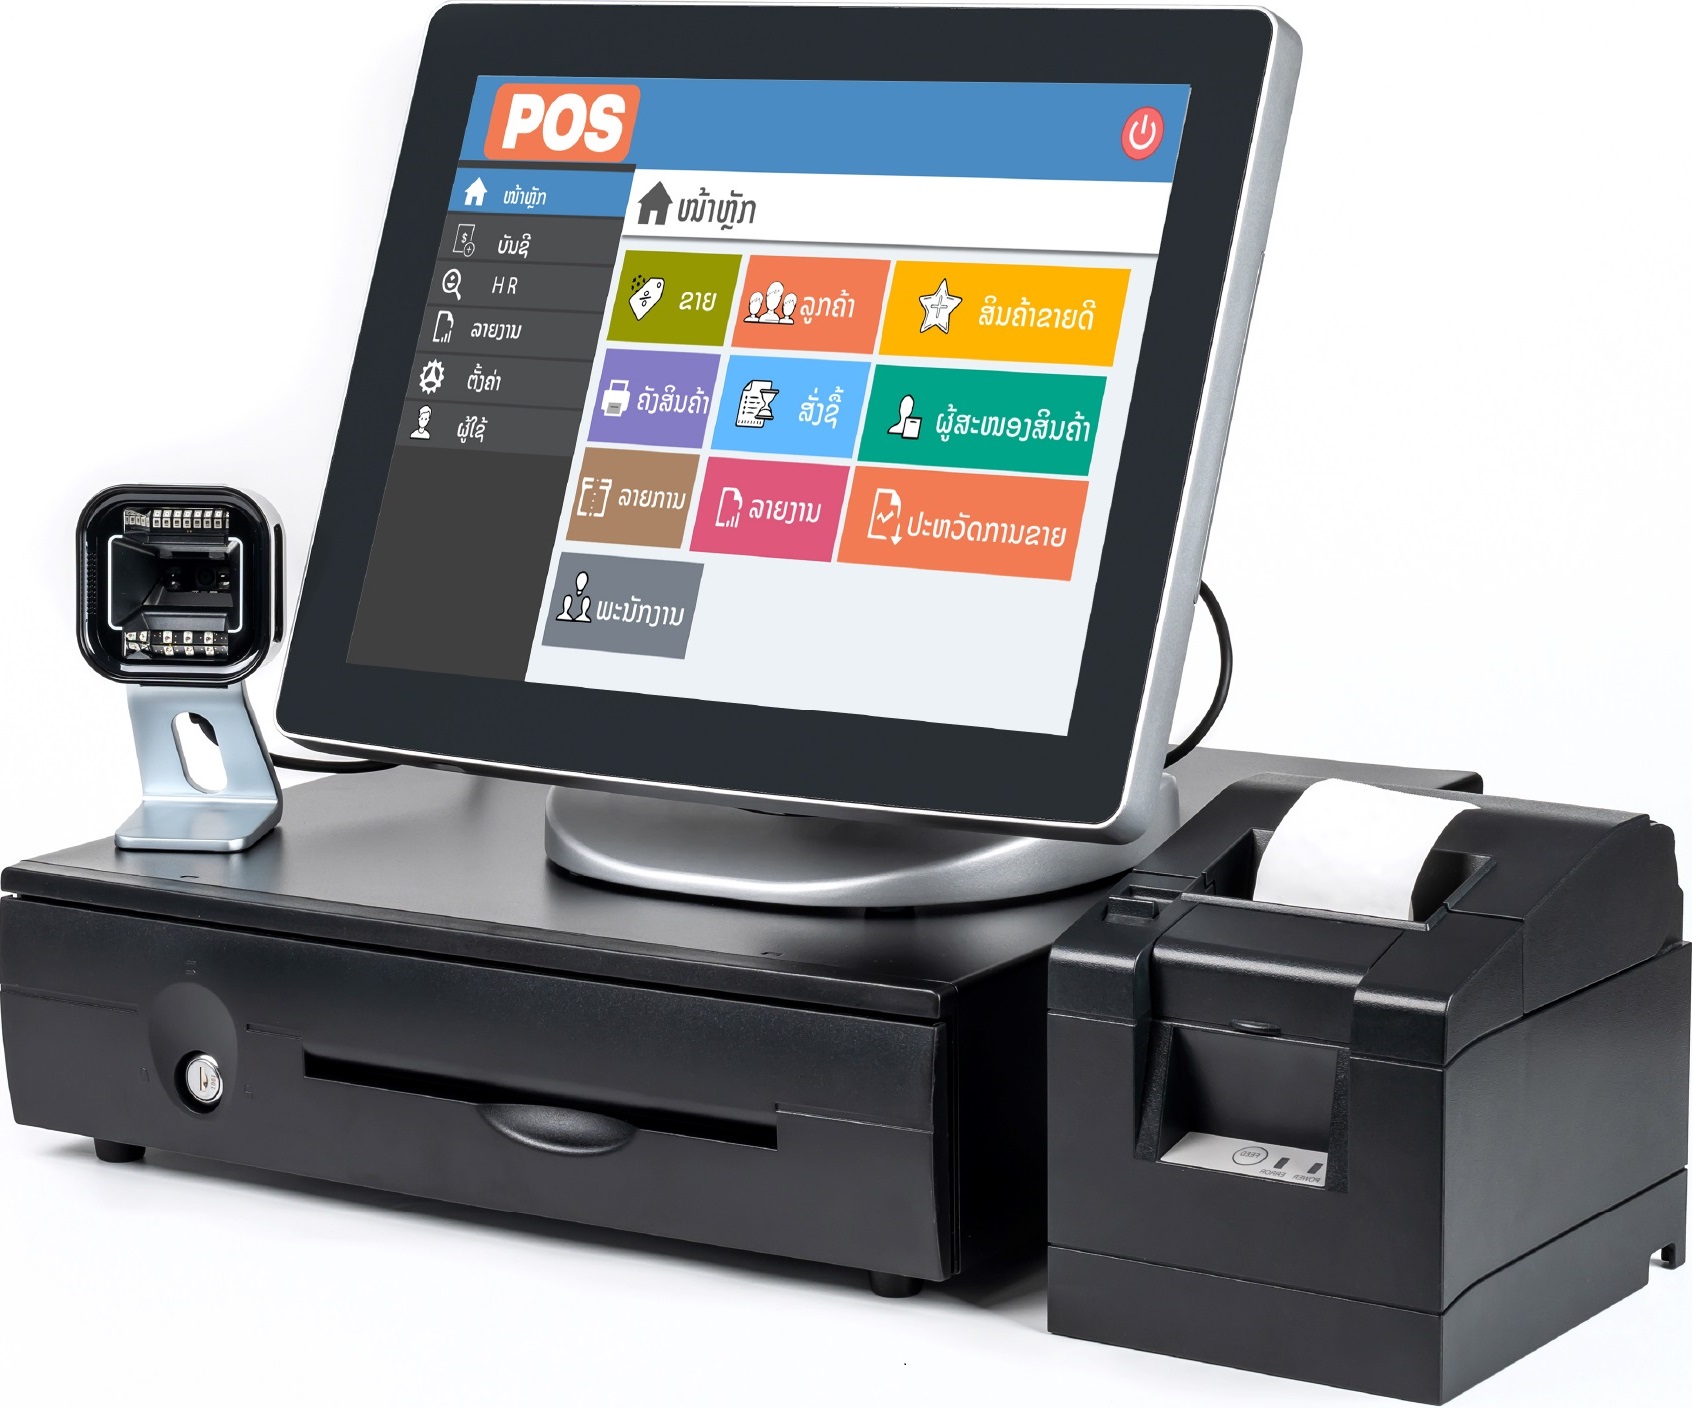 POS
ໜ້າຫຼັກ
ບັນຊີ
HR
ລາຍງານ
ຕັ້ງຄ່າ
ຜູ້ໃຊ້
ໜ້າຫຼັກ
ຂາຍ
ລູກຄ້າ
ສິນຄ້າຂາຍດີ
ຄັງສິນຄ້າ
ສັ່ງຊື້
ຜູ້ສະໜອງສິນຄ້າ
ລາຍການ
ລາຍງານ
ປະຫວັດການຂາຍ
ພະນັກງານ
FEED
ERROR
POWER